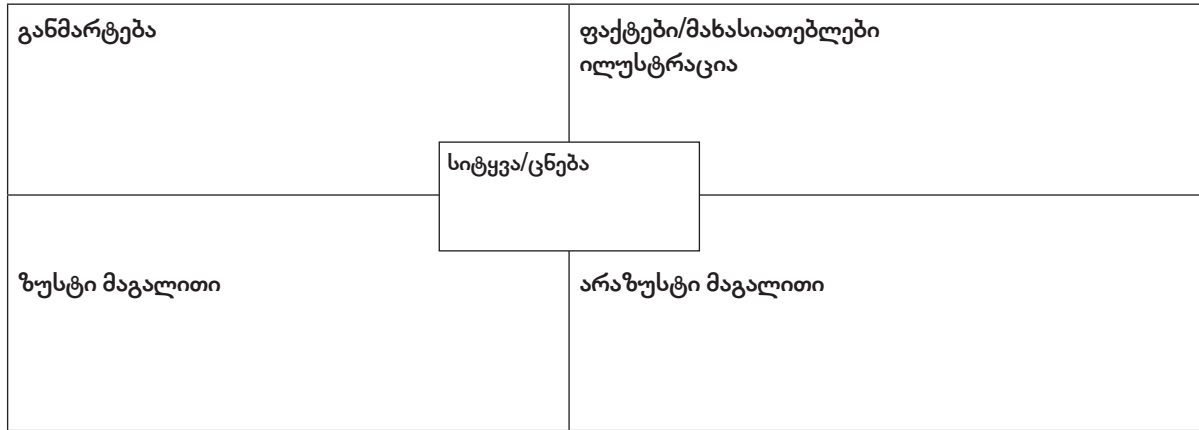 განმარტება
ფაქტები/მახასიათებლები
ილუსტრაცია
სიტყვა/ცნება
ზუსტი მაგალითი
არაზუსტი მაგალითი